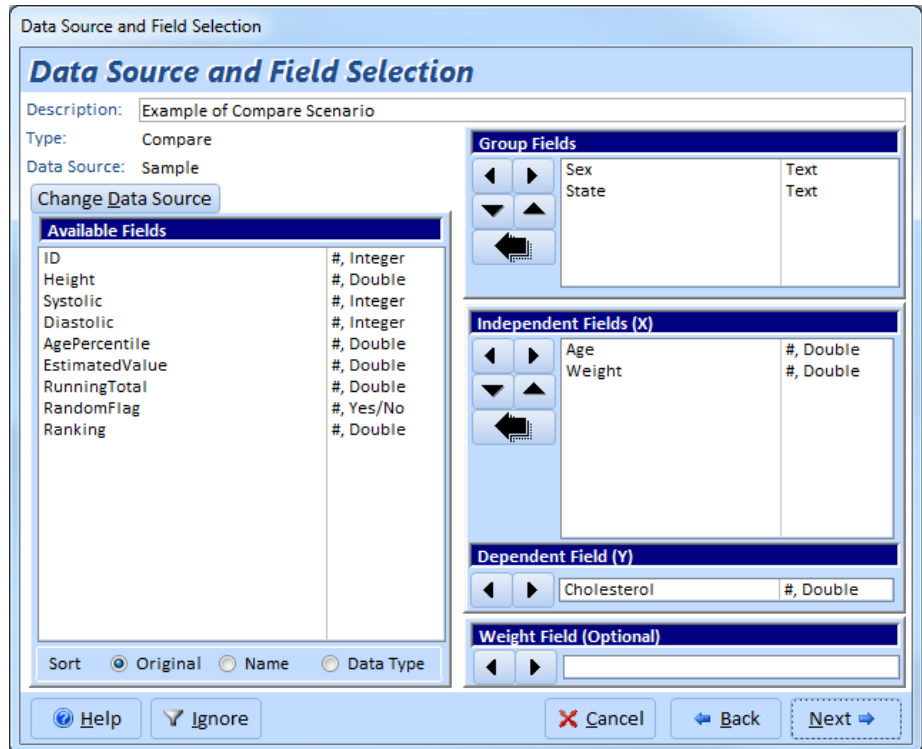 Data Source and Field Selection
Data Source and Field Selection
Description: Example of Compare Scenario
Type: Compare
Data Source: Sample
Change Data Source
Available Fields
ID #, Integer
Height #, Double
Systolic #, Integer
Diastolic #, Integer
AgePercentile #, Double
EstimatedValue #, Double
RunningTotal #, Double
RandomFlag #, Yes/No
Ranking #, Double
Sort Original Name Data Type
Group Fields
Sex Text
State Text
Independent Fields (X)
Age #, Double
Weight #, Double
Dependent Field (Y)
Cholesterol #, Double
Weight Field (Optional)
Help Ignore Cancel Back Next